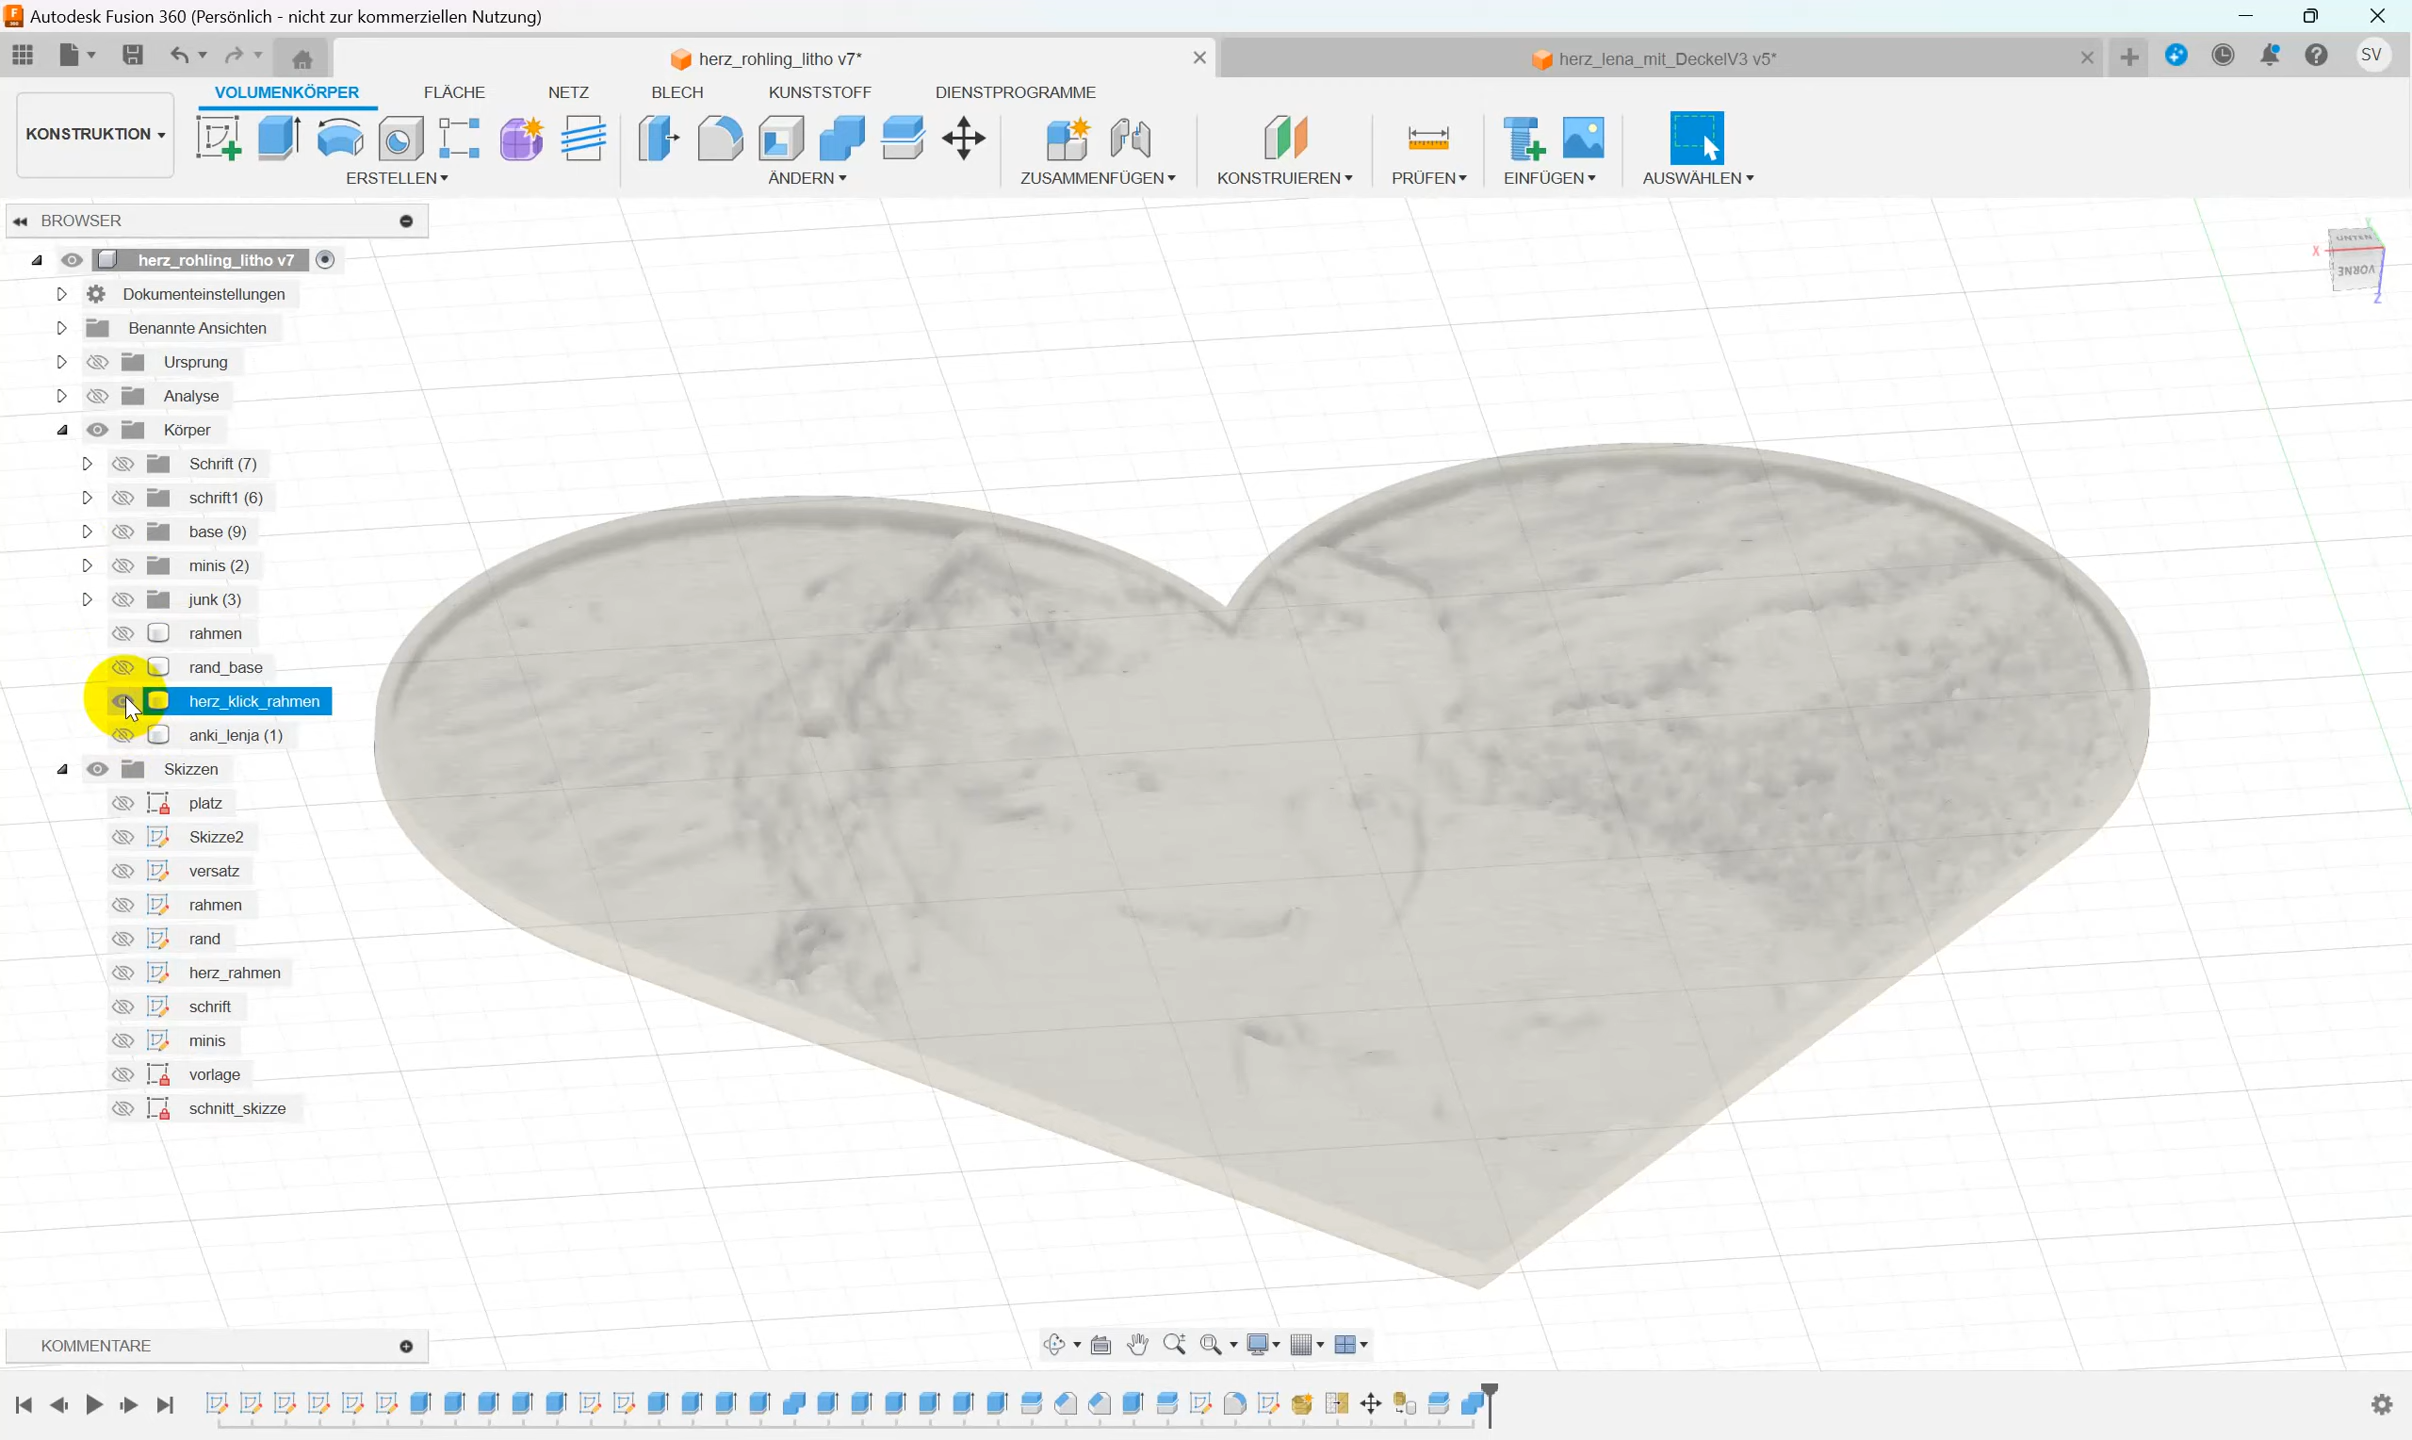 Autodesk Fusion 360 (Persönlich - nicht zur kommerziellen Nutzung)
herz_rohling_litho v7*
herz_lena_mit_DeckelV3 v5*
SV
VOLUMENKÖRPER FLÄCHE NETZ BLECH KUNSTSTOFF DIENSTPROGRAMME
KONSTRUKTION
ERSTELLEN ÄNDERN ZUSAMMENFÜGEN KONSTRUIEREN PRÜFEN EINFÜGEN AUSWÄHLEN
BROWSER
herz_rohling_litho v7
Dokumenteinstellungen
Benannte Ansichten
Ursprung
Analyse
Körper
Schrift (7)
schrift1 (6)
base (9)
minis (2)
junk (3)
rahmen
rand_base
herz_klick_rahmen
anki_lenja (1)
Skizzen
platz
Skizze2
versatz
rahmen
rand
herz_rahmen
schrift
minis
vorlage
schnitt_skizze
UNTEN
X
VORNE
Z
KOMMENTARE